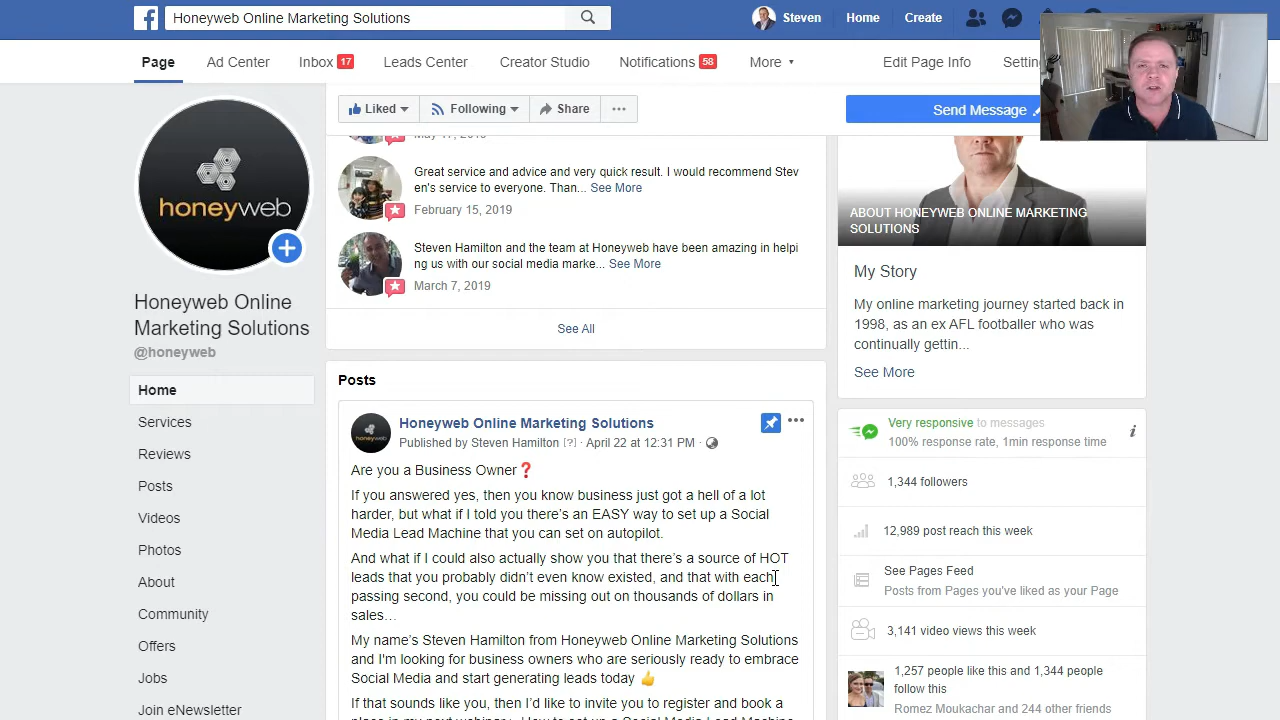 Honeyweb Online Marketing Solutions
Steven
Home
Create
Page
Ad Center
Inbox 17
Leads Center
Creator Studio
Notifications 58
More
Edit Page Info
Liked
Following
Share
...
Send Message
honeyweb
Honeyweb Online
Marketing Solutions
@honeyweb
Home
Services
Reviews
Posts
Videos
Photos
About
Community
Offers
Jobs
Join eNewsletter
Great service and advice and very quick result. I would recommend Stev
en's service to everyone. Than... See More
February 15, 2019
Steven Hamilton and the team at Honeyweb have been amazing in helpi
ng us with our social media marke... See More
March 7, 2019
See All
Posts
Honeyweb Online Marketing Solutions
Published by Steven Hamilton [?] · April 22 at 12:31 PM ·
Are you a Business Owner❓
If you answered yes, then you know business just got a hell of a lot
harder, but what if I told you there's an EASY way to set up a Social
Media Lead Machine that you can set on autopilot.
And what if I could also actually show you that there's a source of HOT
leads that you probably didn't even know existed, and that with each
passing second, you could be missing out on thousands of dollars in
sales...
My name's Steven Hamilton from Honeyweb Online Marketing Solutions
and I'm looking for business owners who are seriously ready to embrace
Social Media and start generating leads today 👍
If that sounds like you, then I'd like to invite you to register and book a
ABOUT HONEYWEB ONLINE MARKETING
SOLUTIONS
My Story
My online marketing journey started back in
1998, as an ex AFL footballer who was
continually gettin...
See More
Very responsive to messages
100% response rate, 1min response time
1,344 followers
12,989 post reach this week
See Pages Feed
Posts from Pages you've liked as your Page
3,141 video views this week
1,257 people like this and 1,344 people
follow this
Romez Moukachar and 244 other friends